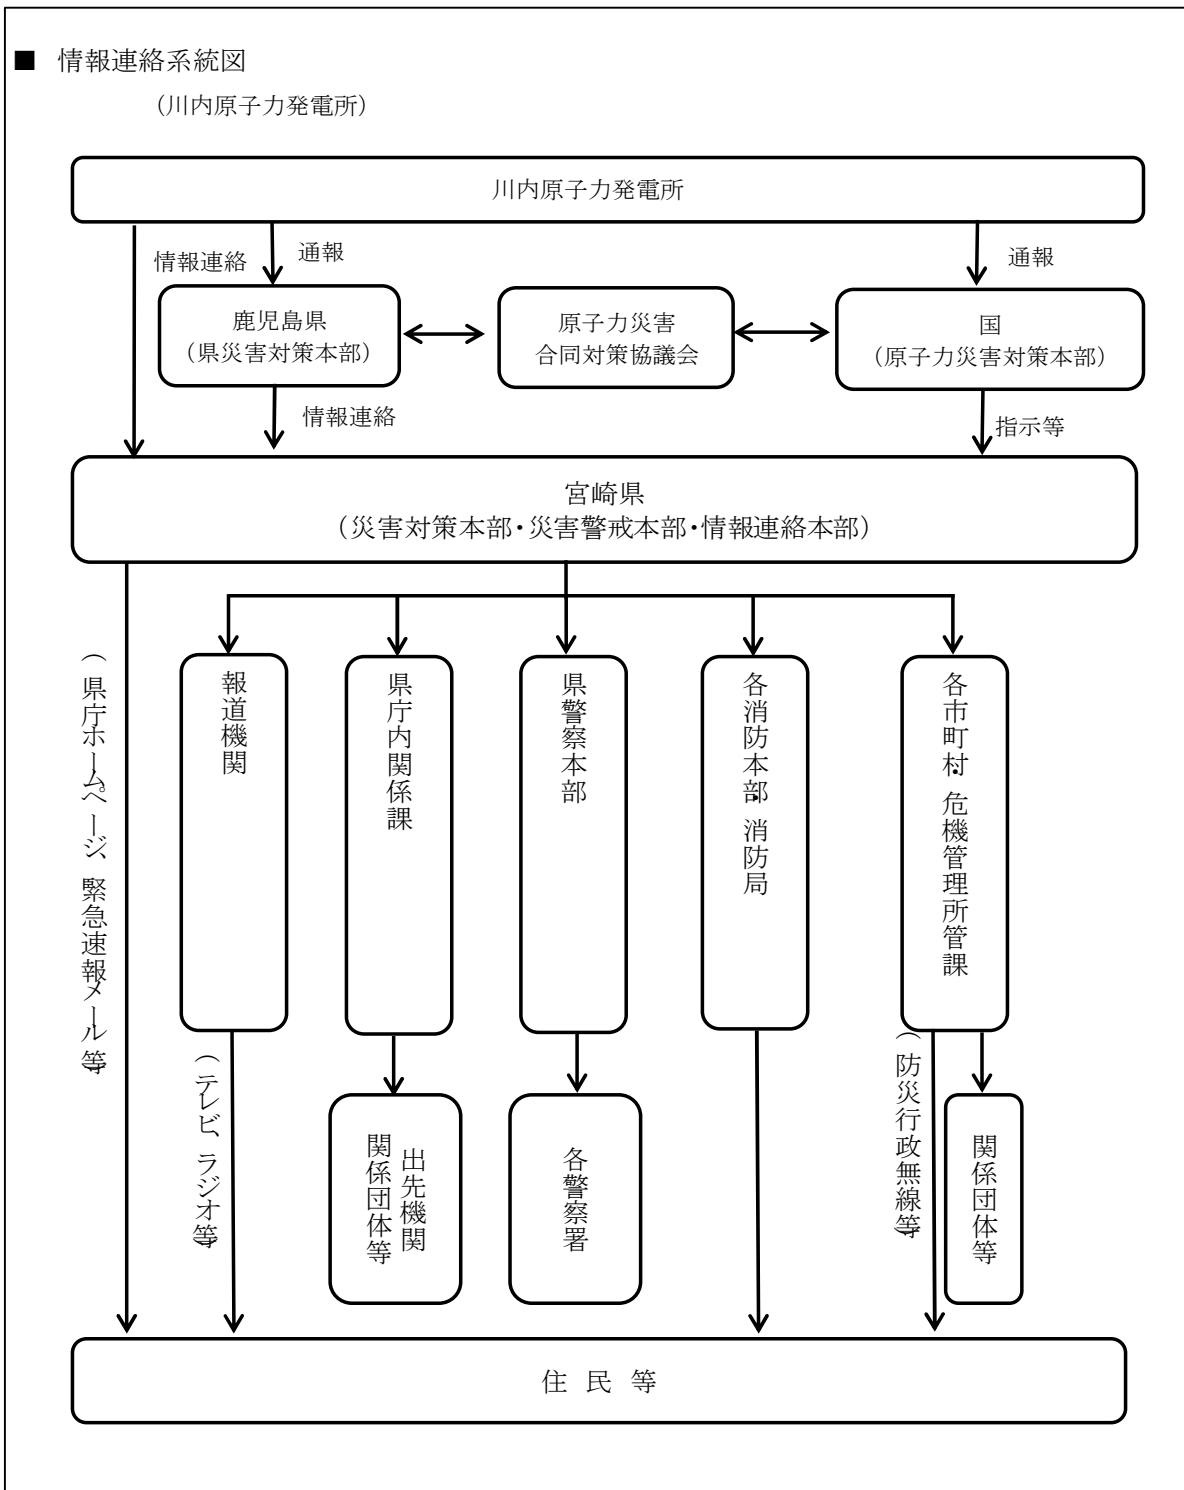 ■ 情報連絡系統図
（川内原子力発電所）
川内原子力発電所
情報連絡
通報
通報
鹿児島県
（県災害対策本部）
原子力災害
合同対策協議会
国
（原子力災害対策本部）
情報連絡
指示等
宮崎県
（災害対策本部・災害警戒本部・情報連絡本部）
（県庁ホームページ、緊急速報メール等）
報道機関
県庁内関係課
県警察本部
各消防本部・消防局
各市町村・危機管理所管課
（テレビ、ラジオ等）
出先機関
関係団体等
各警察署
（防災行政無線等）
関係団体等
住民等